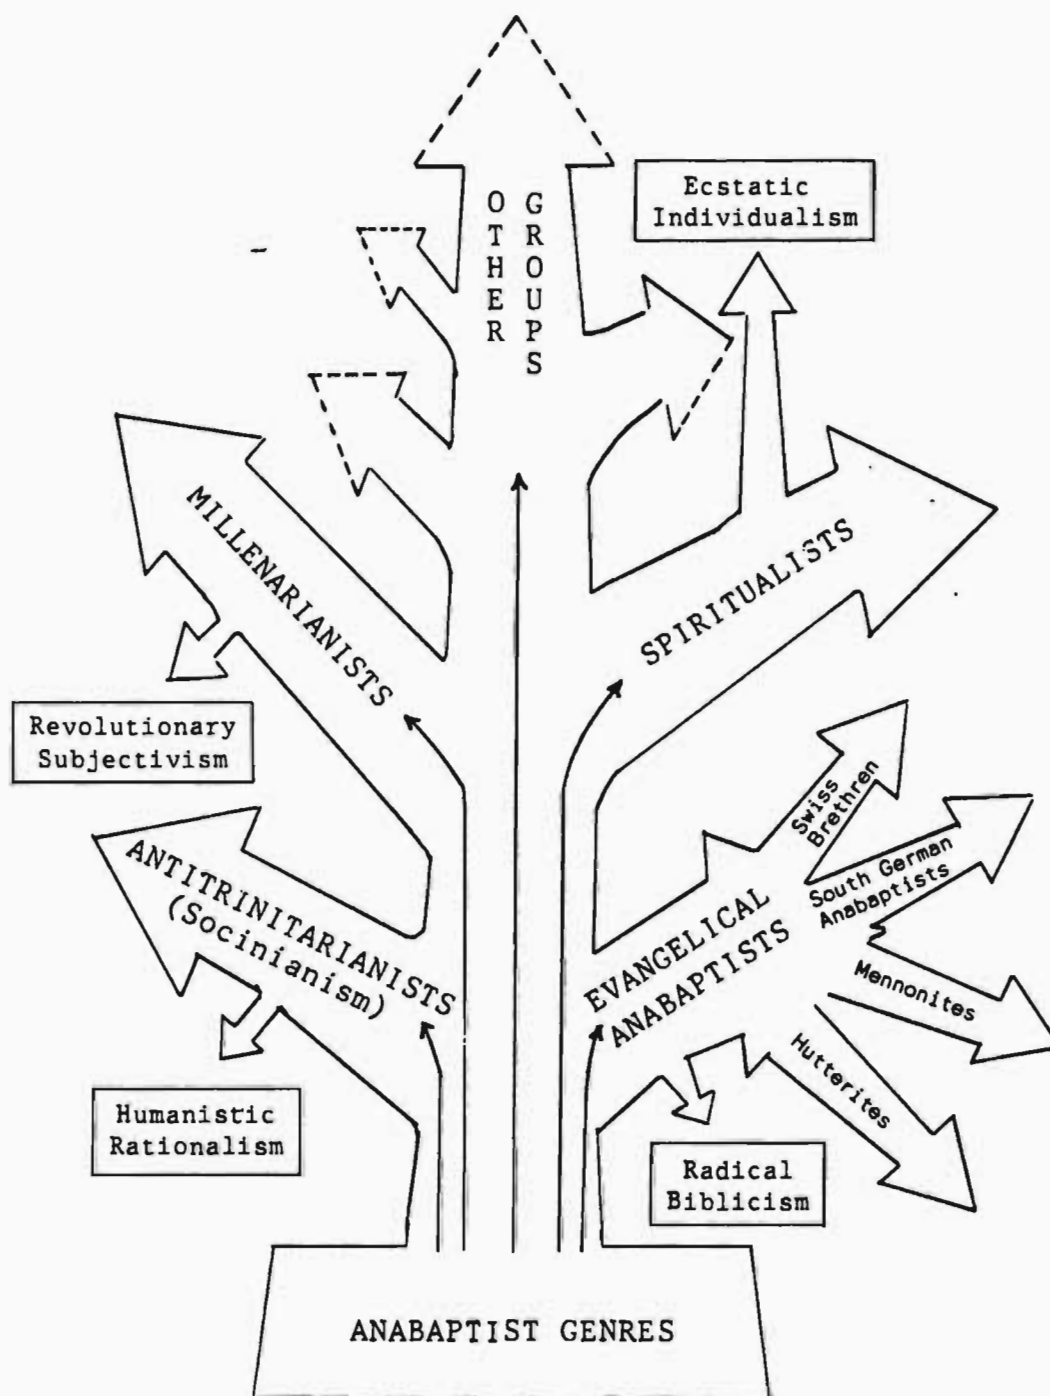 OTHER
GROUPS
Ecstatic
Individualism
MILLENARIANISTS
SPIRITUALISTS
Revolutionary
Subjectivism
Swiss
Brethren
South German
Anabaptists
ANTITRINITARIANISTS
(Socinianism)
EVANGELICAL
ANABAPTISTS
Mennonites
Hutterites
Humanistic
Rationalism
Radical
Biblicism
ANABAPTIST GENRES